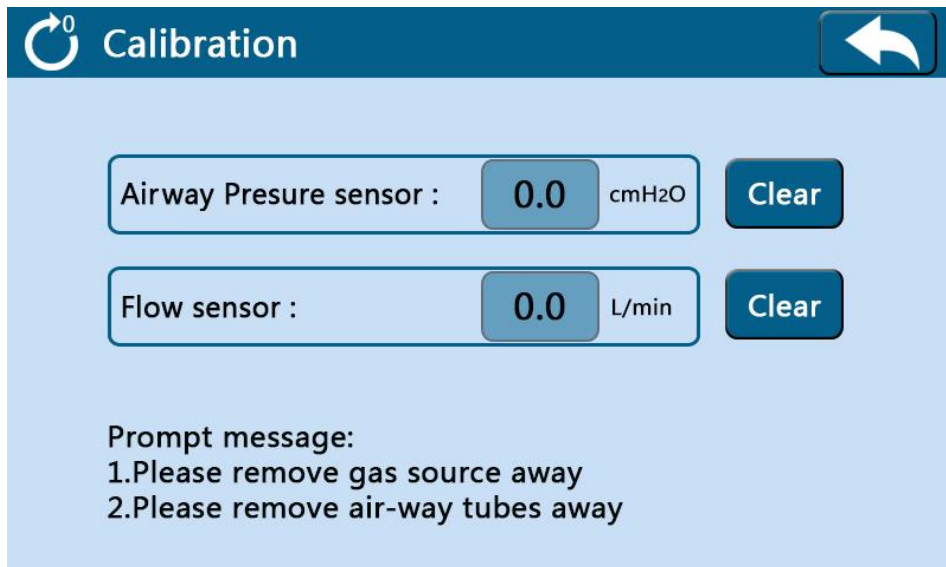 0 Calibration
Airway Presure sensor : 0.0 cmH2O Clear
Flow sensor : 0.0 L/min Clear
Prompt message:
1.Please remove gas source away
2.Please remove air-way tubes away